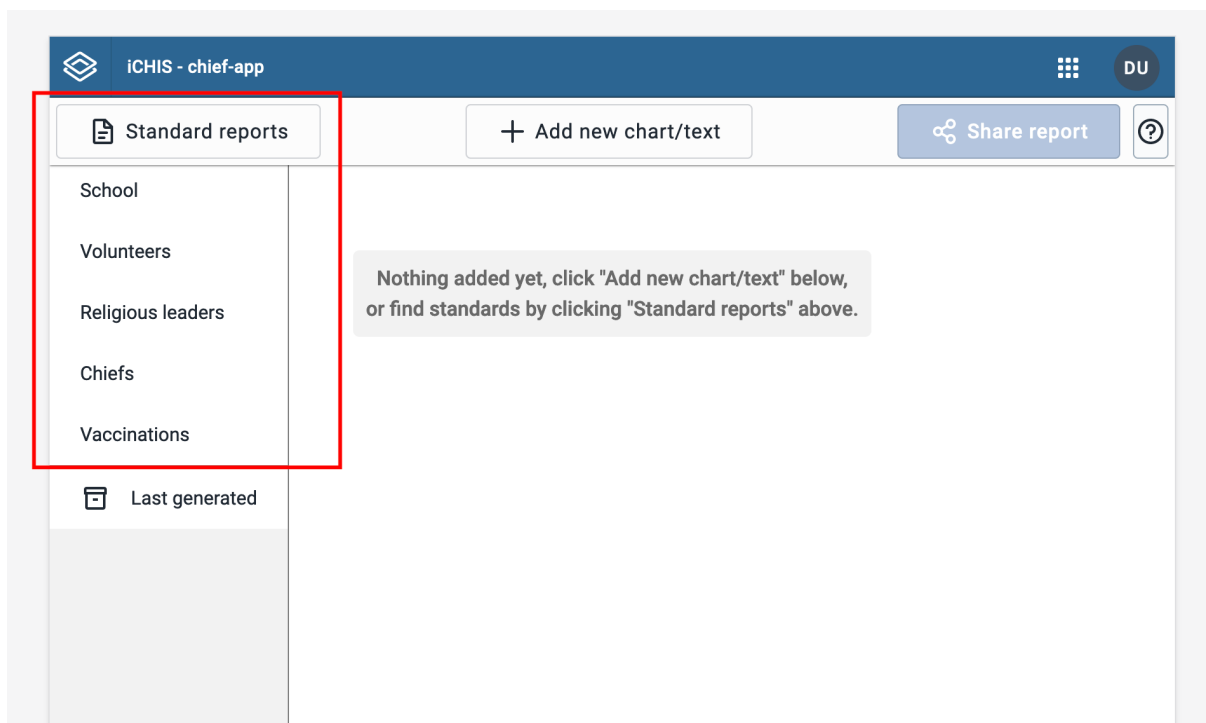 iCHIS - chief-app
DU
Standard reports
Add new chart/text
Share report
School
Volunteers
Religious leaders
Chiefs
Vaccinations
Last generated
Nothing added yet, click "Add new chart/text" below,
or find standards by clicking "Standard reports" above.